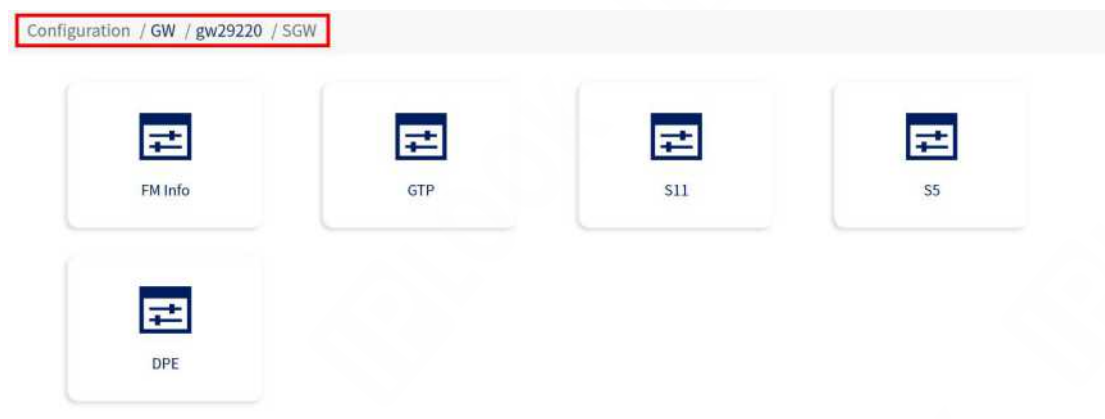 Configuration / GW / gw29220 / SGW
FM Info GTP S11 S5
DPE